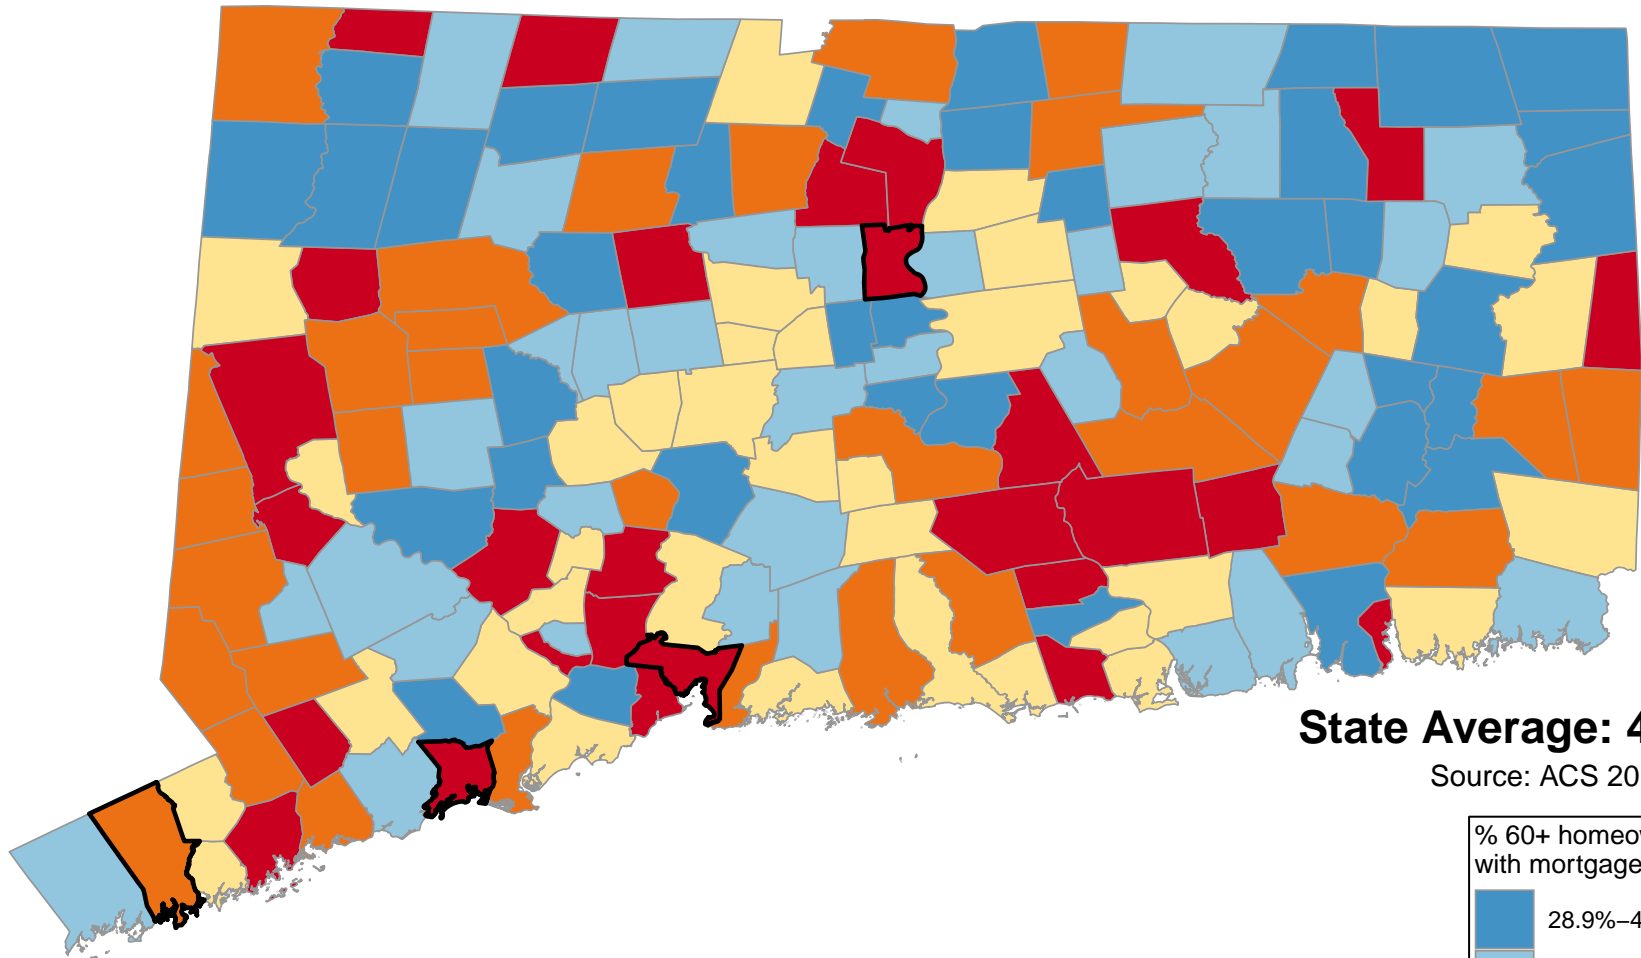 State Average: 4
Source: ACS 20
% 60+ homeow
with mortgage
28.9%–4